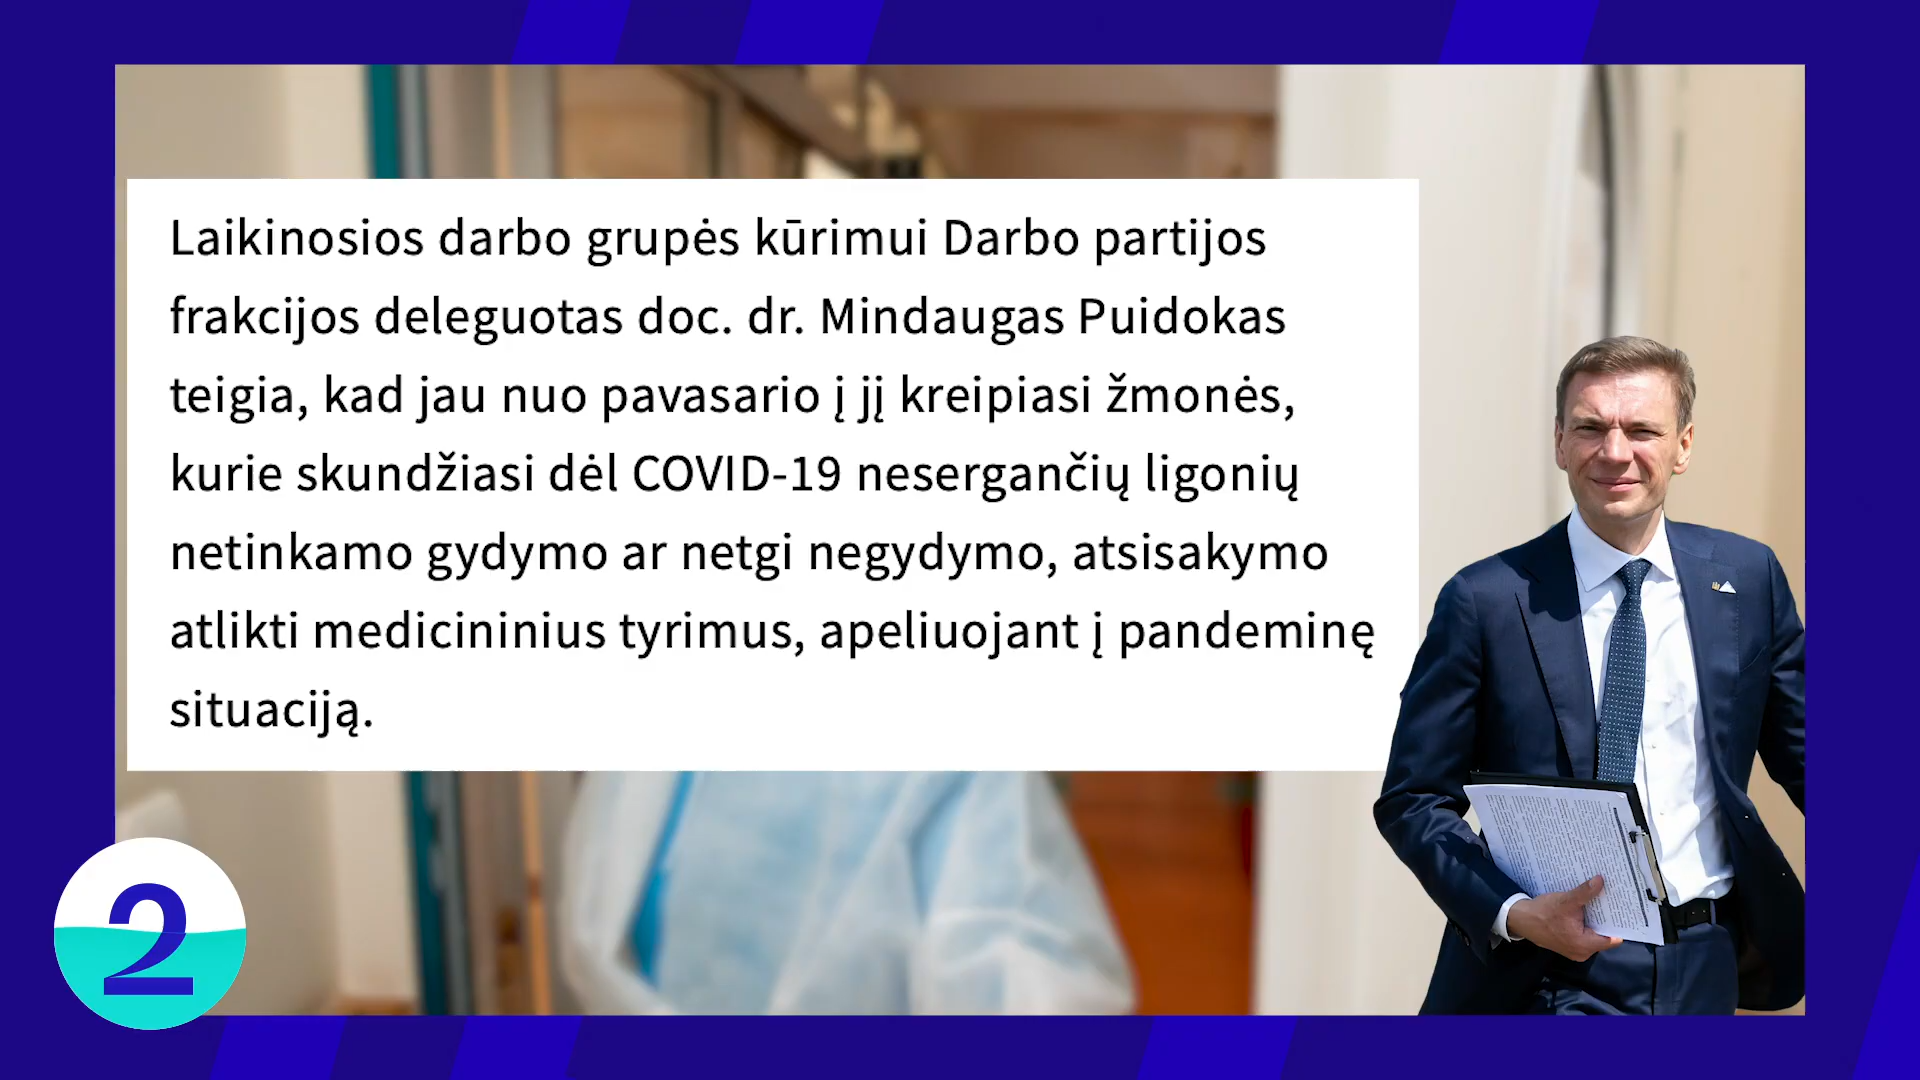 Laikinosios darbo grupės kūrimui Darbo partijos
frakcijos deleguotas doc. dr. Mindaugas Puidokas
teigia, kad jau nuo pavasario į jį kreipiasi žmonės,
kurie skundžiasi dėl COVID-19 nesergančių ligonių
netinkamo gydymo ar netgi negydymo, atsisakymo
atlikti medicininius tyrimus, apeliuojant į pandeminę
situaciją.
2